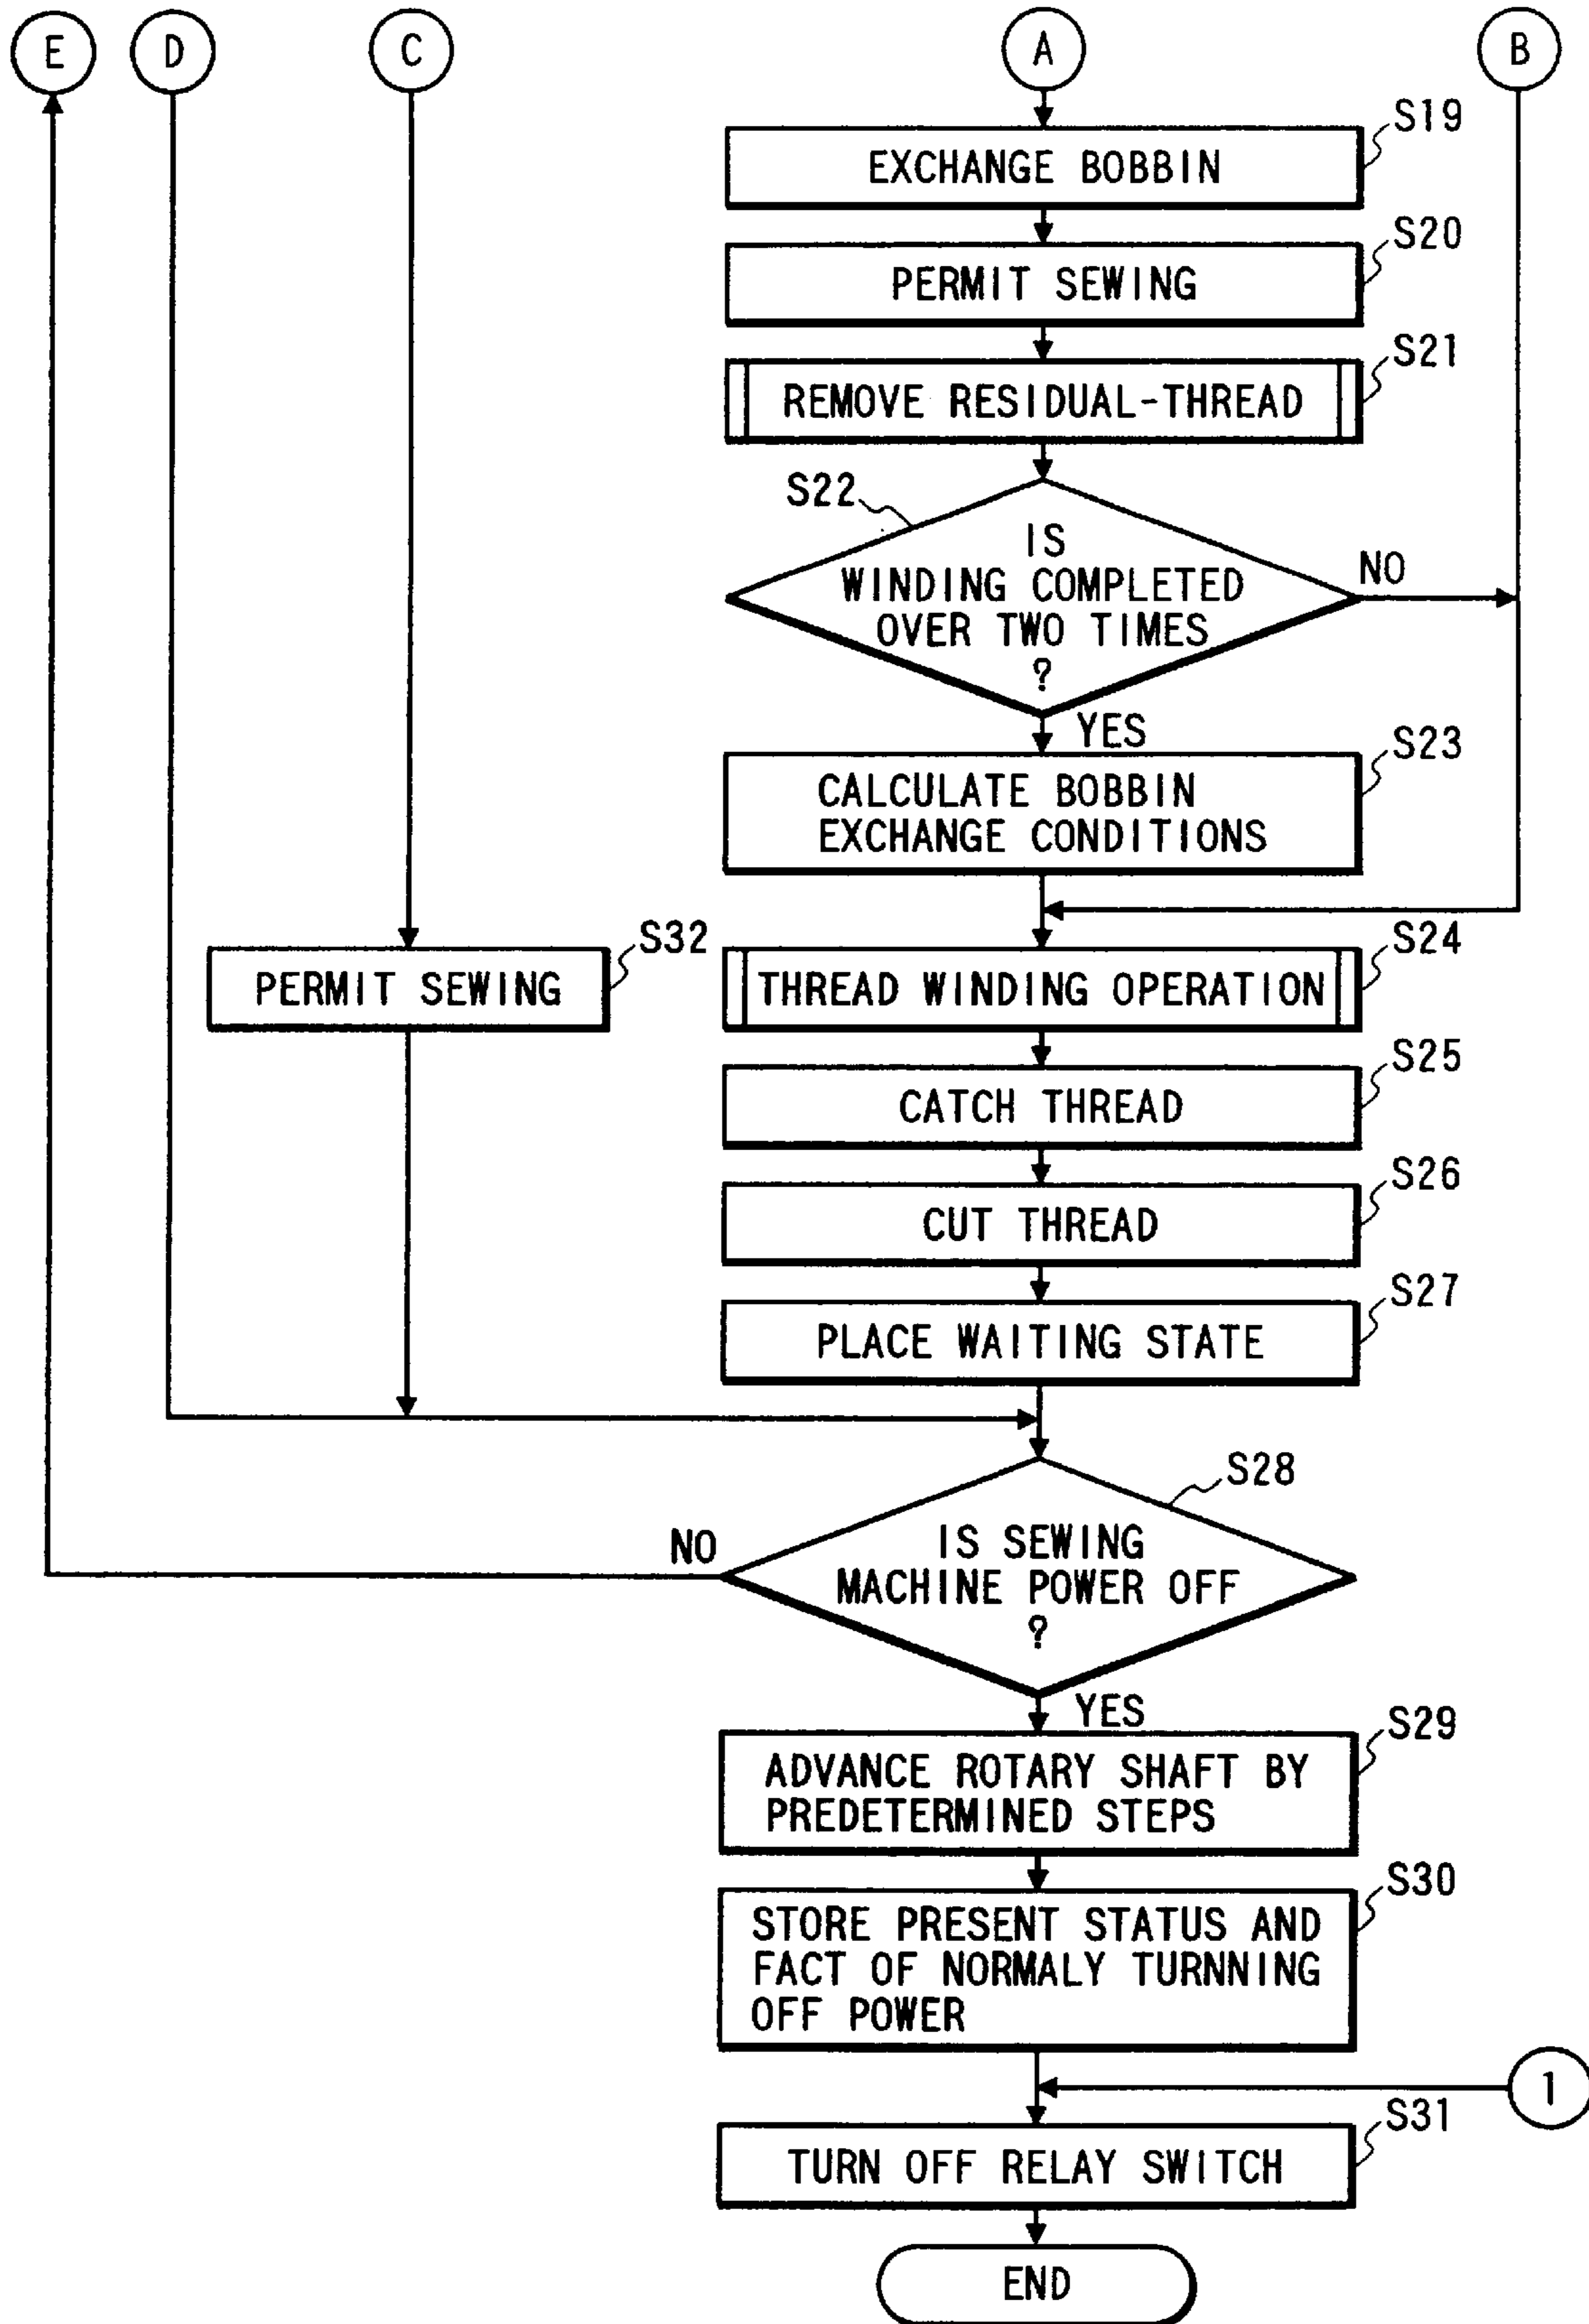 E
D
C
A
B
S19
EXCHANGE BOBBIN
S20
PERMIT SEWING
S21
REMOVE RESIDUAL-THREAD
S22
IS
WINDING COMPLETED
OVER TWO TIMES
?
NO
YES
S23
CALCULATE BOBBIN
EXCHANGE CONDITIONS
S32
PERMIT SEWING
S24
THREAD WINDING OPERATION
S25
CATCH THREAD
S26
CUT THREAD
S27
PLACE WAITING STATE
S28
IS SEWING
MACHINE POWER OFF
?
NO
YES
S29
ADVANCE ROTARY SHAFT BY
PREDETERMINED STEPS
S30
STORE PRESENT STATUS AND
FACT OF NORMALY TURNNING
OFF POWER
1
S31
TURN OFF RELAY SWITCH
END